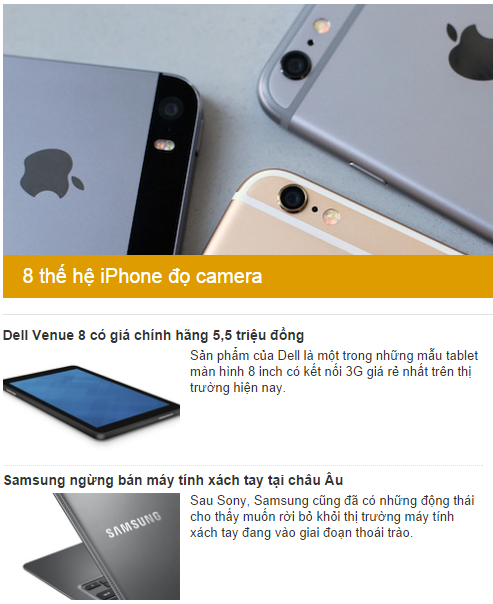 8 thế hệ iPhone đọ camera
Dell Venue 8 có giá chính hãng 5,5 triệu đồng
Sản phẩm của Dell là một trong những mẫu tablet
màn hình 8 inch có kết nối 3G giá rẻ nhất trên thị
trường hiện nay.
Samsung ngừng bán máy tính xách tay tại châu Âu
Sau Sony, Samsung cũng đã có những động thái
cho thấy muốn rời bỏ khỏi thị trường máy tính
xách tay đang vào giai đoạn thoái trào.
SAMSUNG